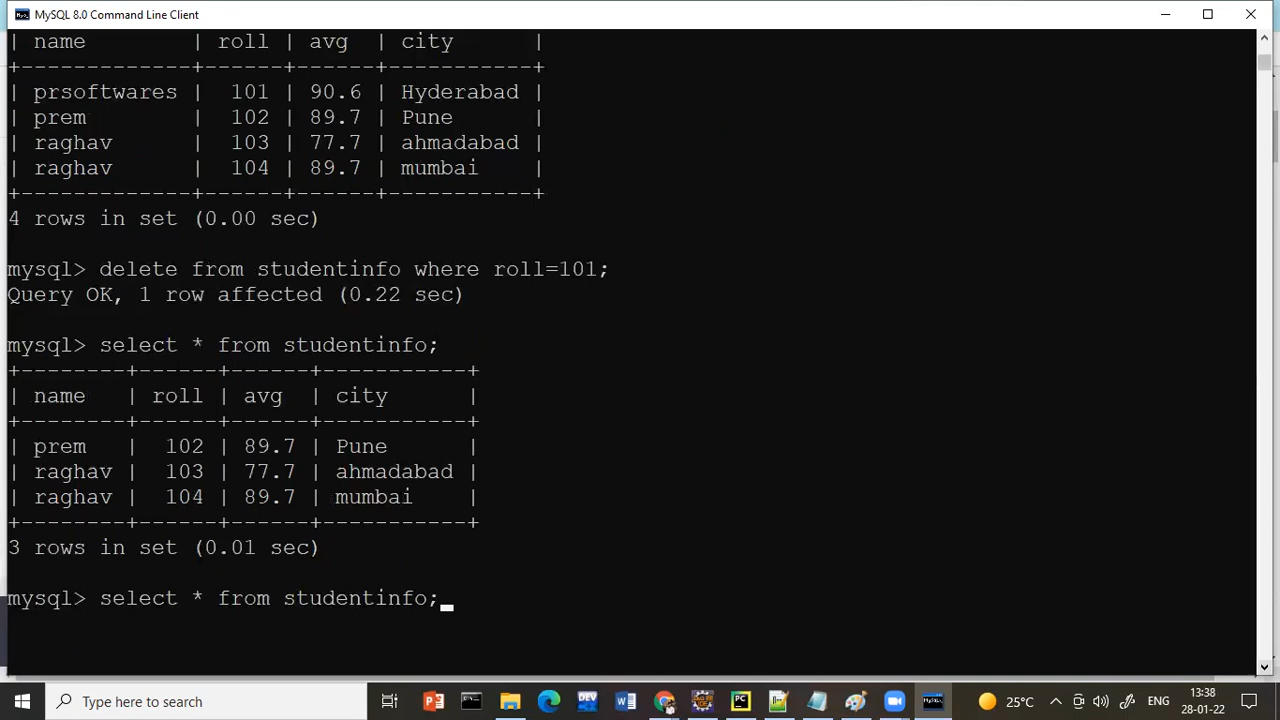 MySQL 8.0 Command Line Client
| name        | roll | avg  | city      |
+-------------+------+------+-----------+
| prsoftwares |  101 | 90.6 | Hyderabad |
| prem        |  102 | 89.7 | Pune      |
| raghav      |  103 | 77.7 | ahmadabad |
| raghav      |  104 | 89.7 | mumbai    |
+-------------+------+------+-----------+
4 rows in set (0.00 sec)
mysql> delete from studentinfo where roll=101;
Query OK, 1 row affected (0.22 sec)
mysql> select * from studentinfo;
+--------+------+------+-----------+
| name   | roll | avg  | city      |
+--------+------+------+-----------+
| prem   |  102 | 89.7 | Pune      |
| raghav |  103 | 77.7 | ahmadabad |
| raghav |  104 | 89.7 | mumbai    |
+--------+------+------+-----------+
3 rows in set (0.01 sec)
mysql> select * from studentinfo;
Type here to search
DEV
25°C
ENG
13:38
28-01-22